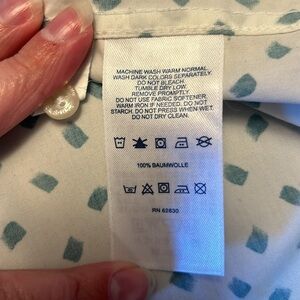 MACHINE WASH WARM NORMAL.
WASH DARK COLORS SEPARATELY.
DO NOT BLEACH.
TUMBLE DRY LOW.
REMOVE PROMPTLY.
DO NOT USE FABRIC SOFTENER.
WARM IRON IF NEEDED. DO NOT
STARCH. DO NOT PRESS WHEN WET.
DO NOT DRY CLEAN.
100% BAUMWOLLE
RN 62830